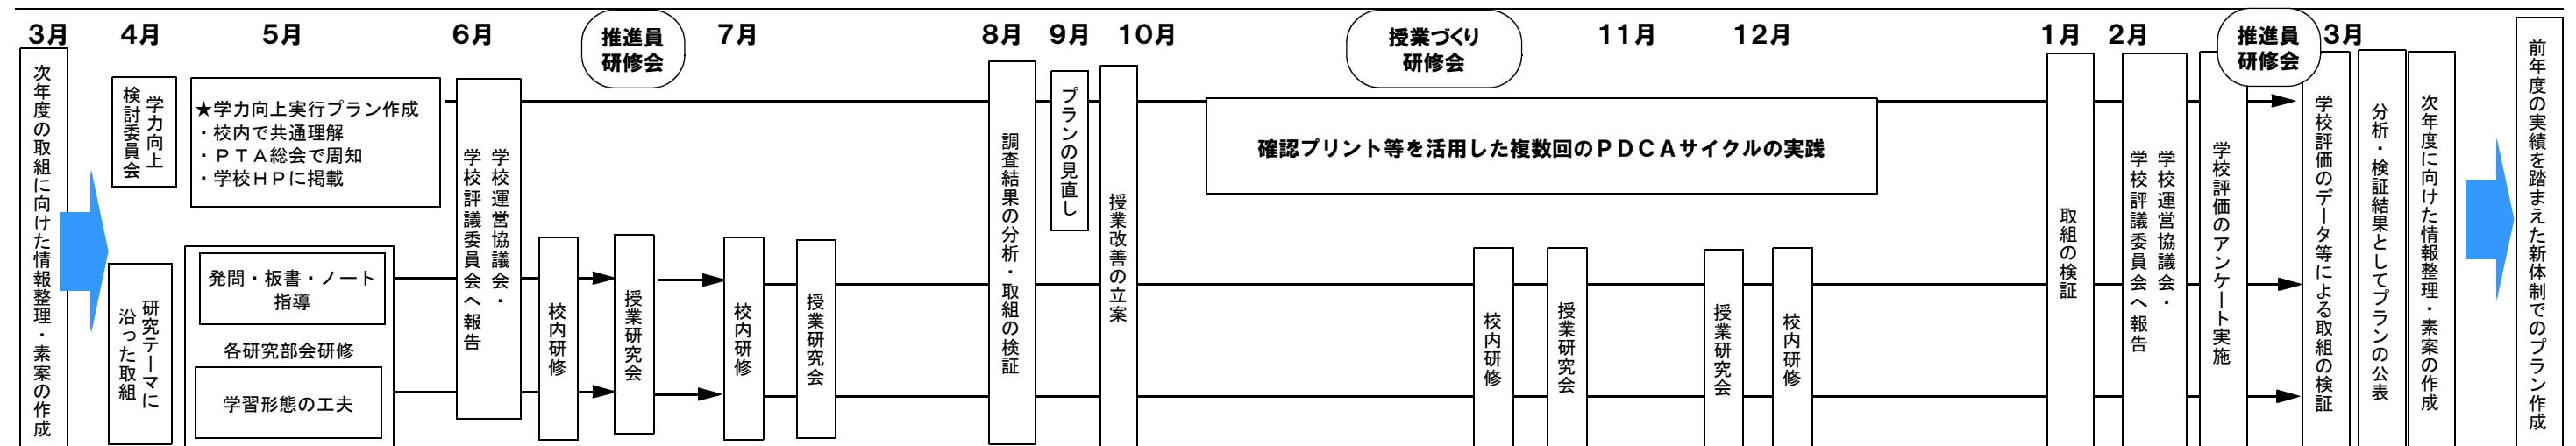 3月
4月
5月
6月
推進員
研修会
7月
8月
9月
10月
授業づくり
研修会
11月
12月
1月
2月
推進員
研修会
3月
次年度の取組に向けた情報整理・素案の作成
学力向上
検討委員会
研究テーマに
沿った取組
★学力向上実行プラン作成
・校内で共通理解
・ＰＴＡ総会で周知
・学校ＨＰに掲載
発問・板書・ノート
指導
各研究部会研修
学習形態の工夫
学校運営協議会・
学校評議委員会へ報告
校内研修
授業研究会
校内研修
授業研究会
調査結果の分析・取組の検証
プランの見直し
授業改善の立案
確認プリント等を活用した複数回のＰＤＣＡサイクルの実践
校内研修
授業研究会
授業研究会
校内研修
取組の検証
学校運営協議会・
学校評議委員会へ報告
学校評価のアンケート実施
学校評価のデータ等による取組の検証
分析・検証結果としてプランの公表
次年度に向けた情報整理・素案の作成
前年度の実績を踏まえた新体制でのプラン作成